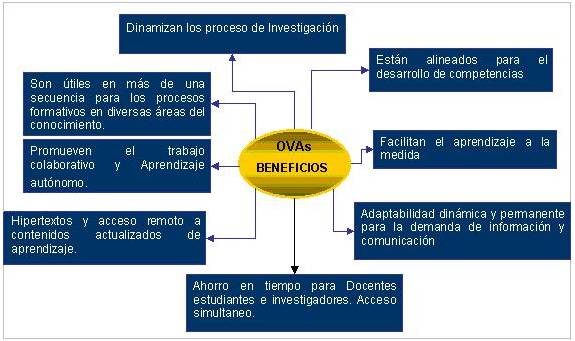 Dinamizan los proceso de Investigación
Están alineados para el
desarrollo de competencias
Son útiles en más de una
secuencia para los procesos
formativos en diversas áreas del
conocimiento.
OVAs
BENEFICIOS
Facilitan el aprendizaje a la
medida
Promueven el trabajo
colaborativo y Aprendizaje
autónomo.
Hipertextos y acceso remoto a
contenidos actualizados de
aprendizaje.
Adaptabilidad dinámica y permanente
para la demanda de información y
comunicación
Ahorro en tiempo para Docentes
estudiantes e investigadores. Acceso
simultaneo.